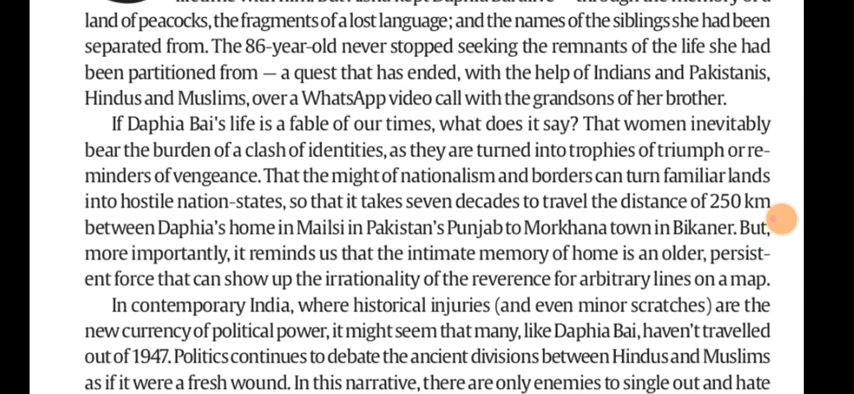 land of peacocks, the fragments of a lost language; and the names of the siblings she had been
separated from. The 86-year-old never stopped seeking the remnants of the life she had
been partitioned from — a quest that has ended, with the help of Indians and Pakistanis,
Hindus and Muslims, over a WhatsApp video call with the grandsons of her brother.
If Daphia Bai's life is a fable of our times, what does it say? That women inevitably
bear the burden of a clash of identities, as they are turned into trophies of triumph or re-
minders of vengeance. That the might of nationalism and borders can turn familiar lands
into hostile nation-states, so that it takes seven decades to travel the distance of 250 km
between Daphia's home in Mailsi in Pakistan's Punjab to Morkhana town in Bikaner. But,
more importantly, it reminds us that the intimate memory of home is an older, persist-
ent force that can show up the irrationality of the reverence for arbitrary lines on a map.
In contemporary India, where historical injuries (and even minor scratches) are the
new currency of political power, it might seem that many, like Daphia Bai, haven't travelled
out of 1947. Politics continues to debate the ancient divisions between Hindus and Muslims
as if it were a fresh wound. In this narrative, there are only enemies to single out and hate